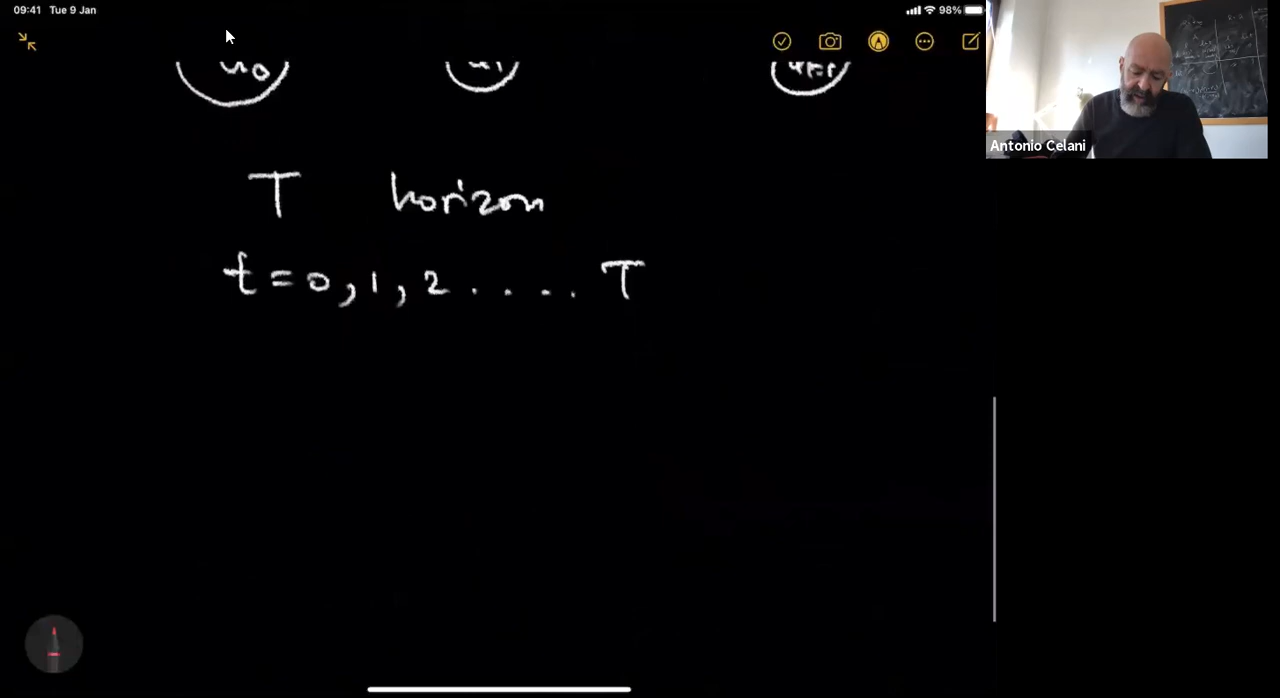 09:41 Tue 9 Jan 98%
T horizon
t=0,1,2.....T
Antonio Celani